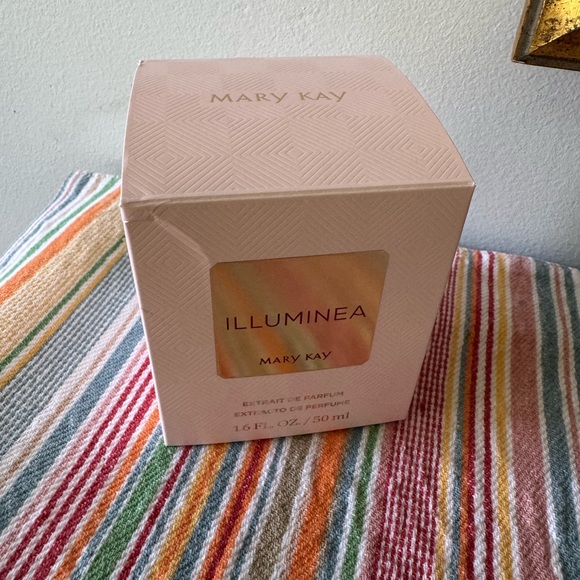 MARY KAY
ILLUMINEA
MARY KAY
EXTRAIT DE PARFUM
EXTRACTO DE PERFUME
1.6 FL. OZ. / 50 ml